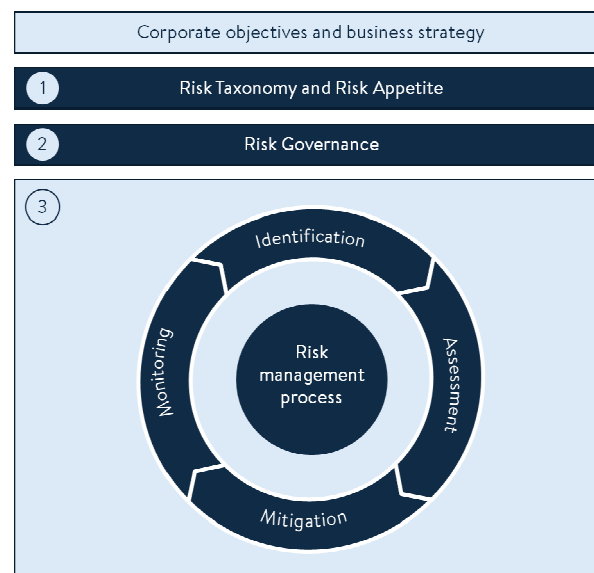 Corporate objectives and business strategy
1
Risk Taxonomy and Risk Appetite
2
Risk Governance
3
Identification
Assessment
Mitigation
Monitoring
Risk
management
process